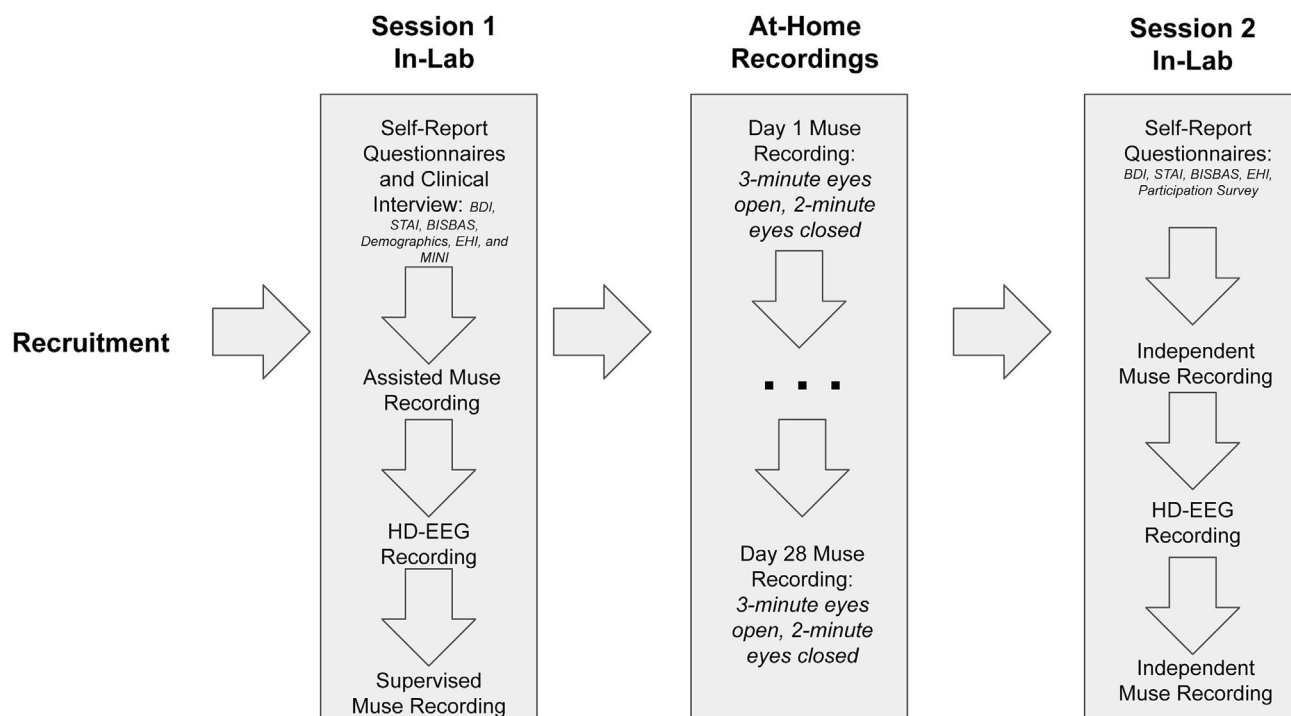 Recruitment
Session 1
In-Lab
Self-Report
Questionnaires
and Clinical
Interview: BDI,
STAI, BISBAS,
Demographics, EHI, and
MINI
Assisted Muse
Recording
HD-EEG
Recording
Supervised
Muse Recording
At-Home
Recordings
Day 1 Muse
Recording:
3-minute eyes
open, 2-minute
eyes closed
. . .
Day 28 Muse
Recording:
3-minute eyes
open, 2-minute
eyes closed
Session 2
In-Lab
Self-Report
Questionnaires:
BDI, STAI, BISBAS, EHI,
Participation Survey
Independent
Muse Recording
HD-EEG
Recording
Independent
Muse Recording